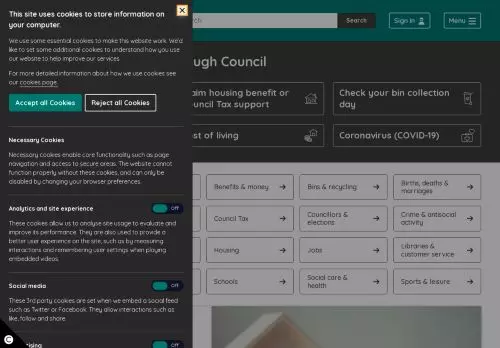 This site uses cookies to store information on
your computer.
We use some essential cookies to make this website work. We'd
like to set some additional cookies to understand how you use
our website to help improve our services
For more detailed information about how we use cookies see
our cookies page.
Accept all Cookies
Reject all Cookies
Necessary Cookies
Necessary cookies enable core functionality such as page
navigation and access to secure areas. The website cannot
function properly without these cookies, and can only be
disabled by changing your browser preferences.
Analytics and site experience
Off
These cookies allow us to analyse site usage to evaluate and
improve its performance. They are also used to provide a
better user experience on the site, such as by measuring
interactions and remembering user settings when playing
embedded videos.
Social media
Off
These 3rd party cookies are set when we embed a social feed
such as Twitter or Facebook. They allow interactions such as
like, follow and share.
Off
Search
Sign in
Menu
ugh Council
aim housing benefit or
ouncil Tax support
Check your bin collection
day
st of living
Coronavirus (COVID-19)
Benefits & money
Bins & recycling
Births, deaths &
marriages
Council Tax
Councillors &
elections
Crime & antisocial
activity
Housing
Jobs
Libraries &
customer service
Schools
Social care &
health
Sports & leisure